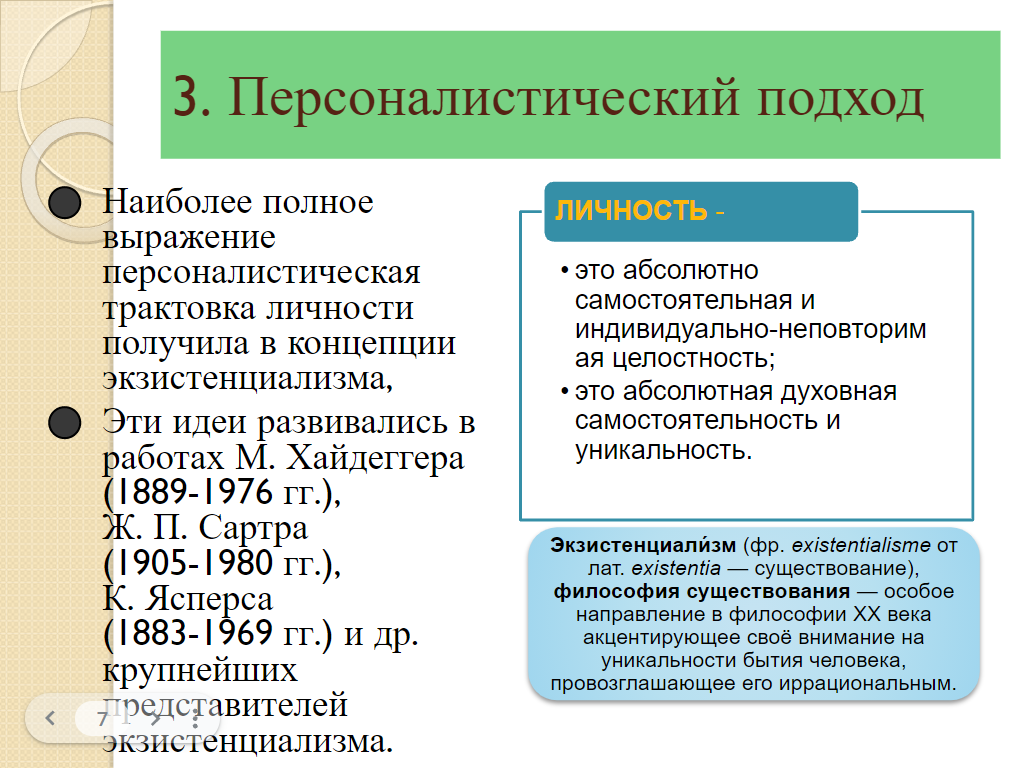 3. Персоналистический подход
Наиболее полное
выражение
персоналистическая
трактовка личности
получила в концепции
экзистенциализма,
Эти идеи развивались в
работах М. Хайдеггера
(1889-1976 гг.),
Ж. П. Сартра
(1905-1980 гг.),
К. Ясперса
(1883-1969 гг.) и др.
крупнейших
представителей
экзистенциализма.
ЛИЧНОСТЬ -
• это абсолютно
самостоятельная и
индивидуально-неповторим
ая целостность;
• это абсолютная духовная
самостоятельность и
уникальность.
Экзистенциали́зм (фр. existentialisme от
лат. existentia — существование),
философия существования — особое
направление в философии XX века
акцентирующее своё внимание на
уникальности бытия человека,
провозглашающее его иррациональным.
7